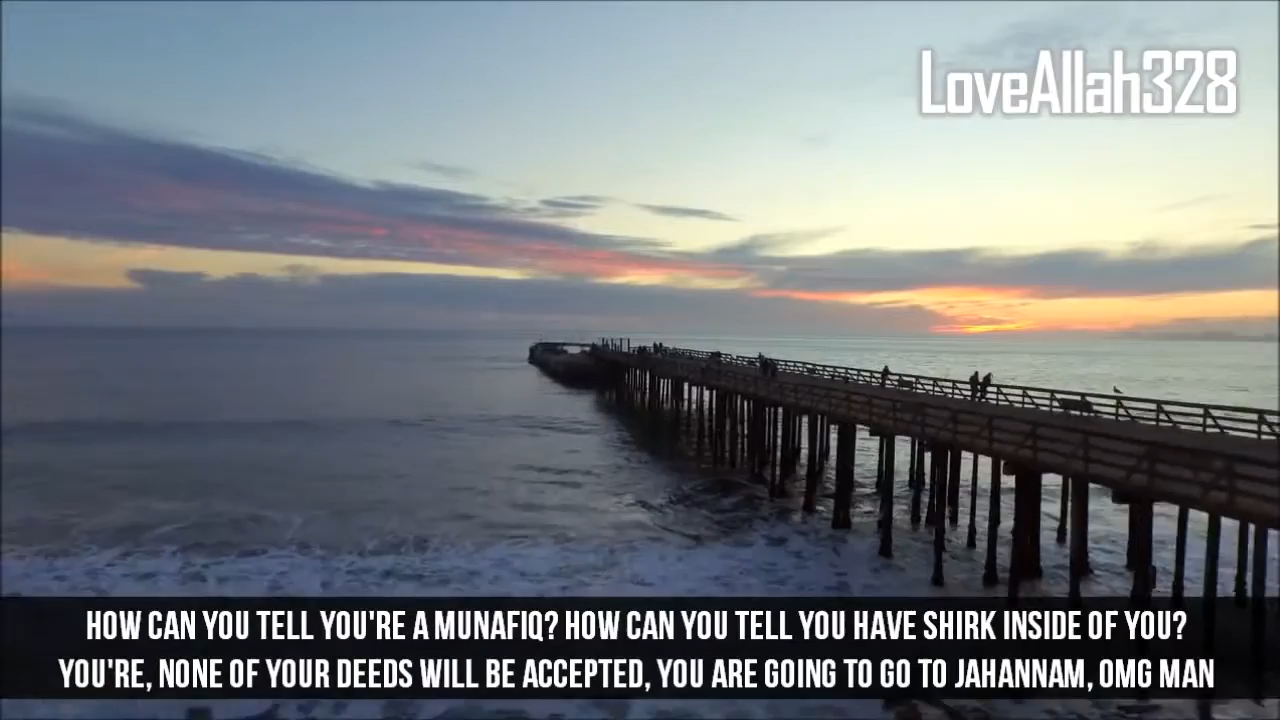 LoveAllah328
HOW CAN YOU TELL YOU'RE A MUNAFIQ? HOW CAN YOU TELL YOU HAVE SHIRK INSIDE OF YOU?
YOU'RE, NONE OF YOUR DEEDS WILL BE ACCEPTED, YOU ARE GOING TO GO TO JAHANNAM, OMG MAN